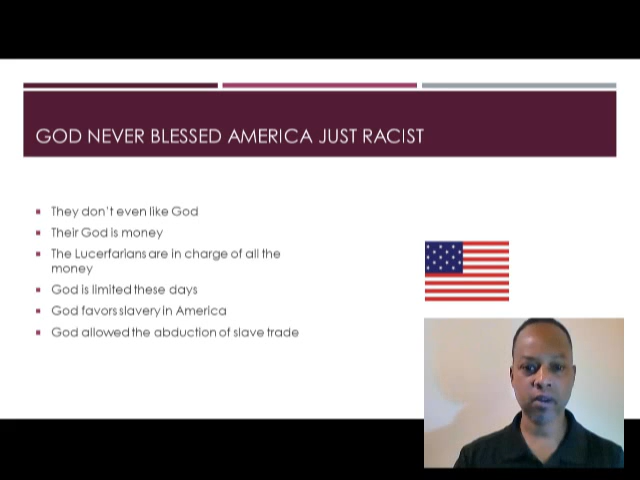 GOD NEVER BLESSED AMERICA JUST RACIST
They don't even like God
Their God is money
The Lucerfarians are in charge of all the
money
God is limited these days
God favors slavery in America
God allowed the abduction of slave trade